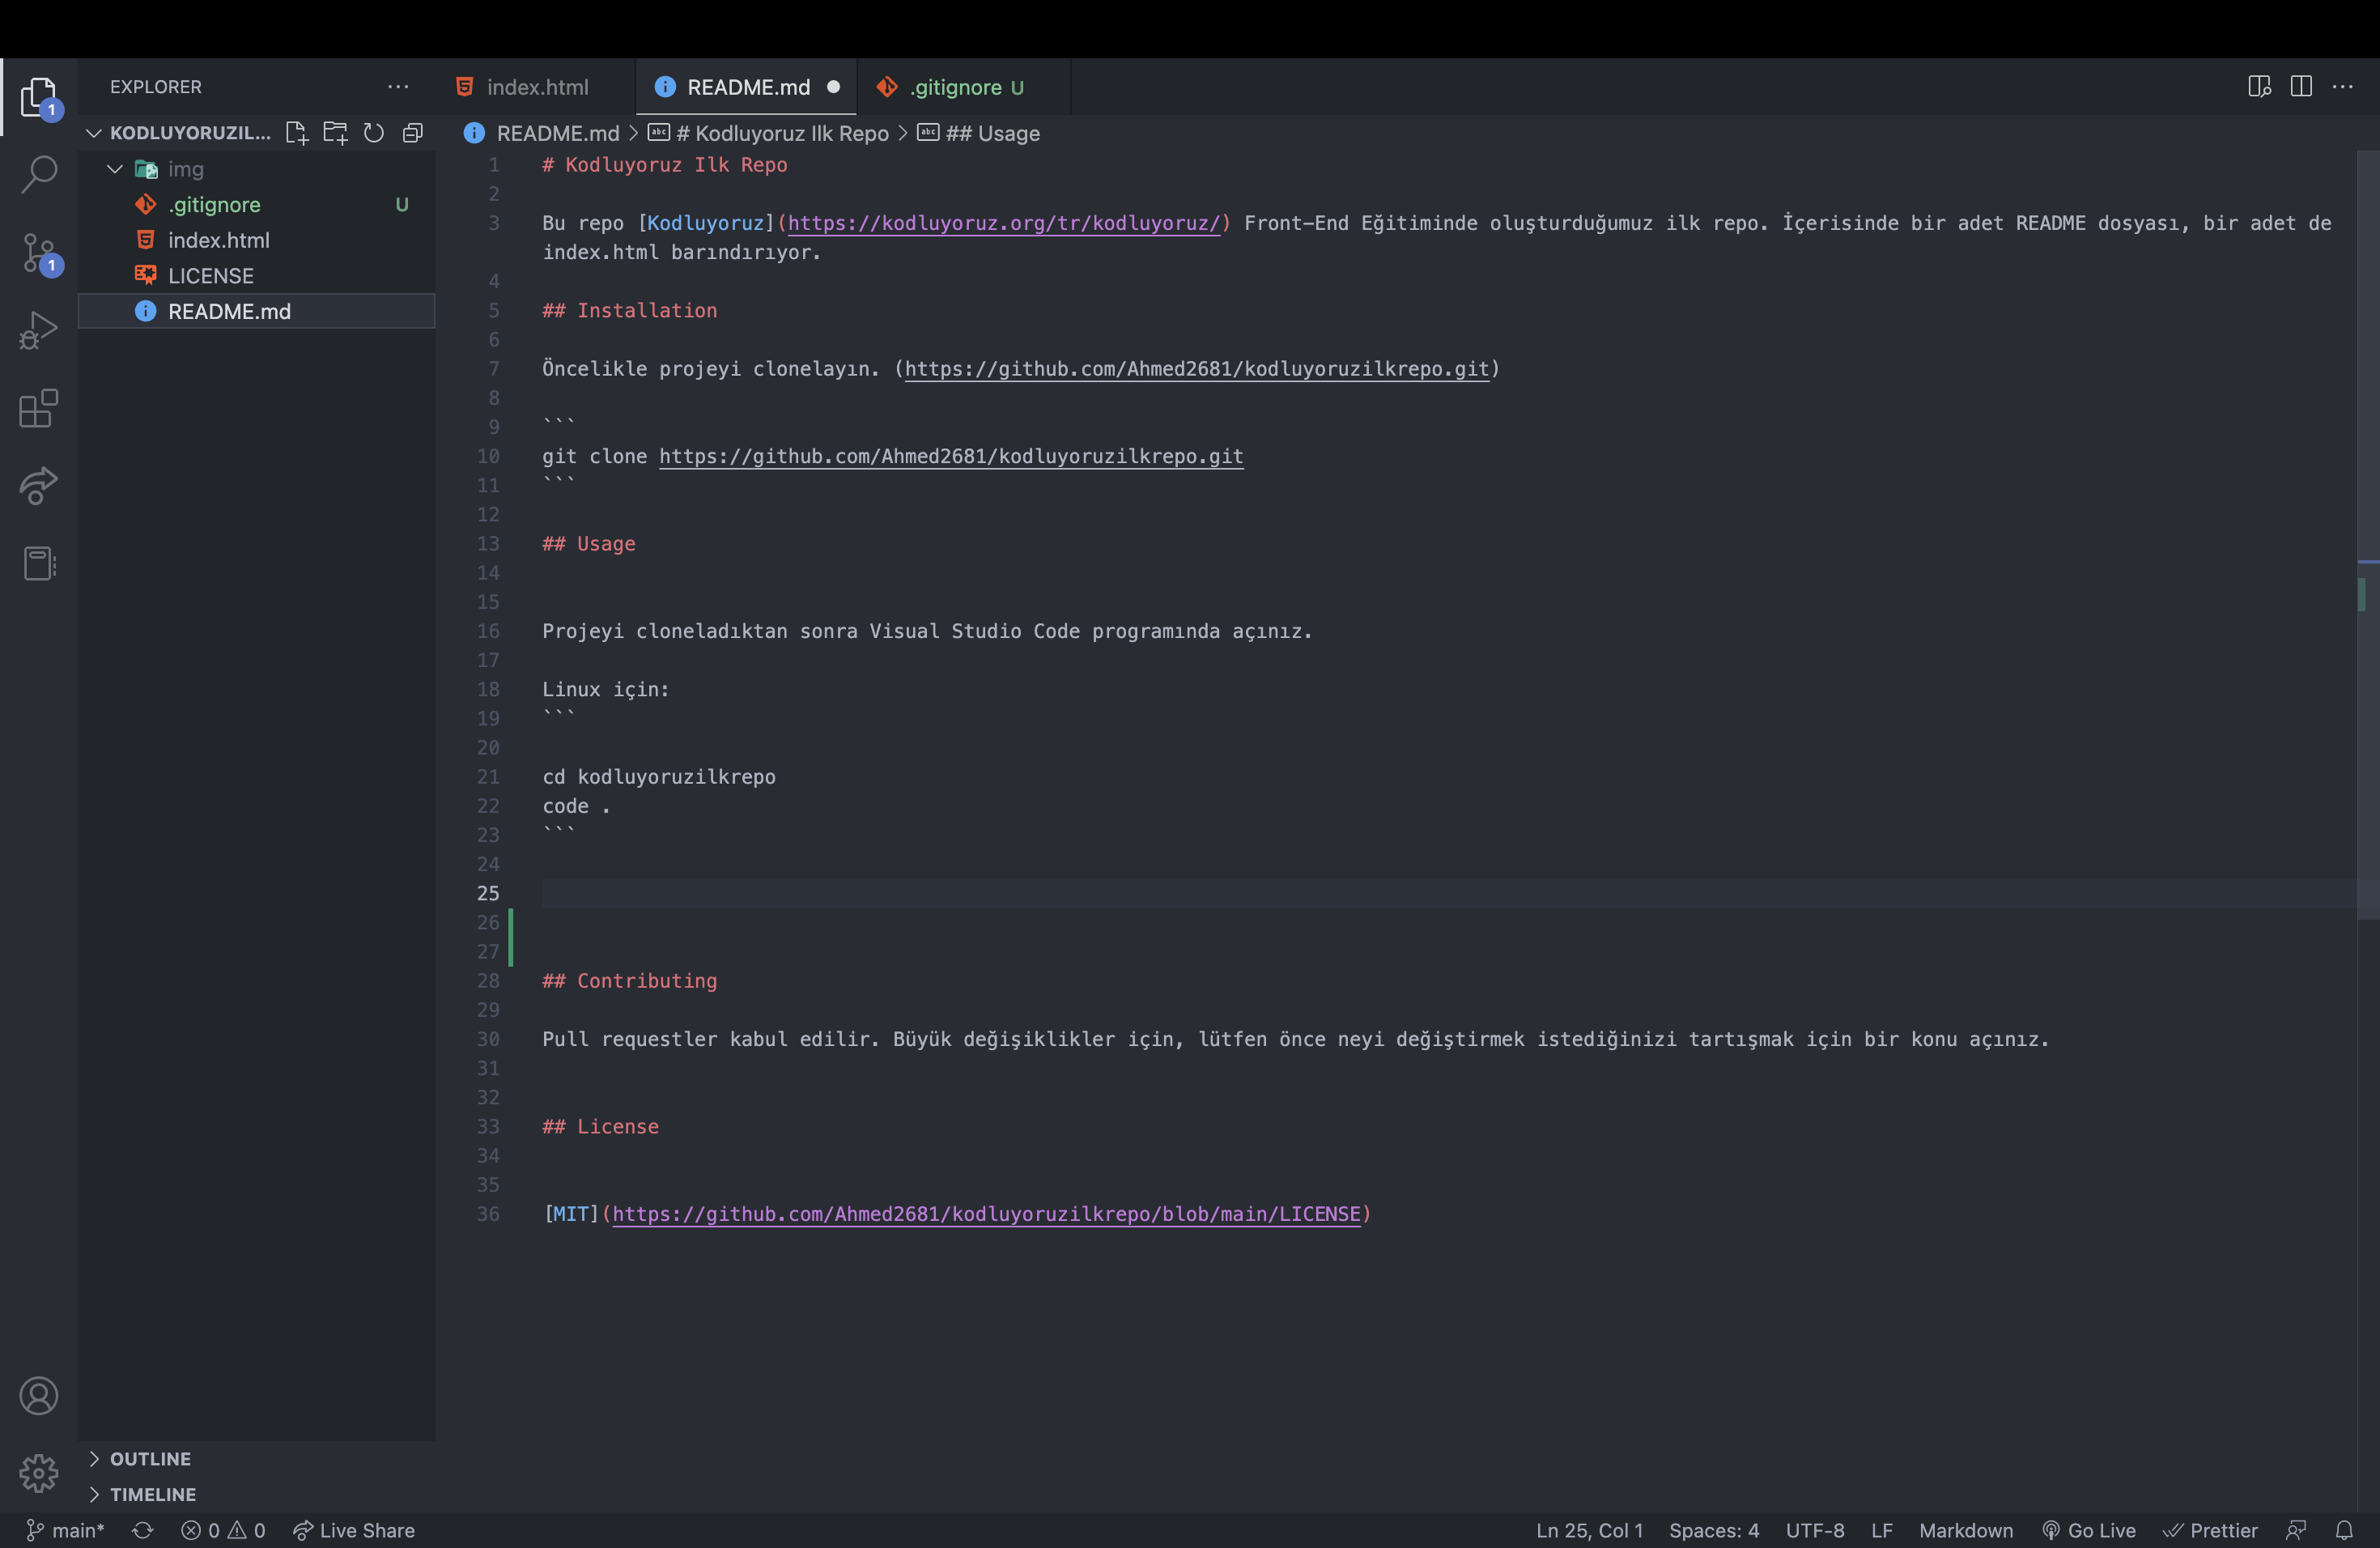 EXPLORER
index.html
README.md
.gitignore U
KODLUYORUZIL...
README.md > # Kodluyoruz Ilk Repo > ## Usage
img
.gitignore U
index.html
LICENSE
README.md
1
1
1 # Kodluyoruz Ilk Repo
2
3 Bu repo [Kodluyoruz](https://kodluyoruz.org/tr/kodluyoruz/) Front-End Eğitiminde oluşturduğumuz ilk repo. İçerisinde bir adet README dosyası, bir adet de
index.html barındırıyor.
4
5 ## Installation
6
7 Öncelikle projeyi clonelayın. (https://github.com/Ahmed2681/kodluyoruzilkrepo.git)
8
9 ```
10 git clone https://github.com/Ahmed2681/kodluyoruzilkrepo.git
11 ```
12
13 ## Usage
14
15
16 Projeyi cloneladıktan sonra Visual Studio Code programında açınız.
17
18 Linux için:
19 ```
20
21 cd kodluyoruzilkrepo
22 code .
23 ```
24
25
26
27
28 ## Contributing
29
30 Pull requestler kabul edilir. Büyük değişiklikler için, lütfen önce neyi değiştirmek istediğinizi tartışmak için bir konu açınız.
31
32
33 ## License
34
35
36 [MIT](https://github.com/Ahmed2681/kodluyoruzilkrepo/blob/main/LICENSE)
OUTLINE
TIMELINE
main* 0 0 Live Share Ln 25, Col 1 Spaces: 4 UTF-8 LF Markdown Go Live Prettier